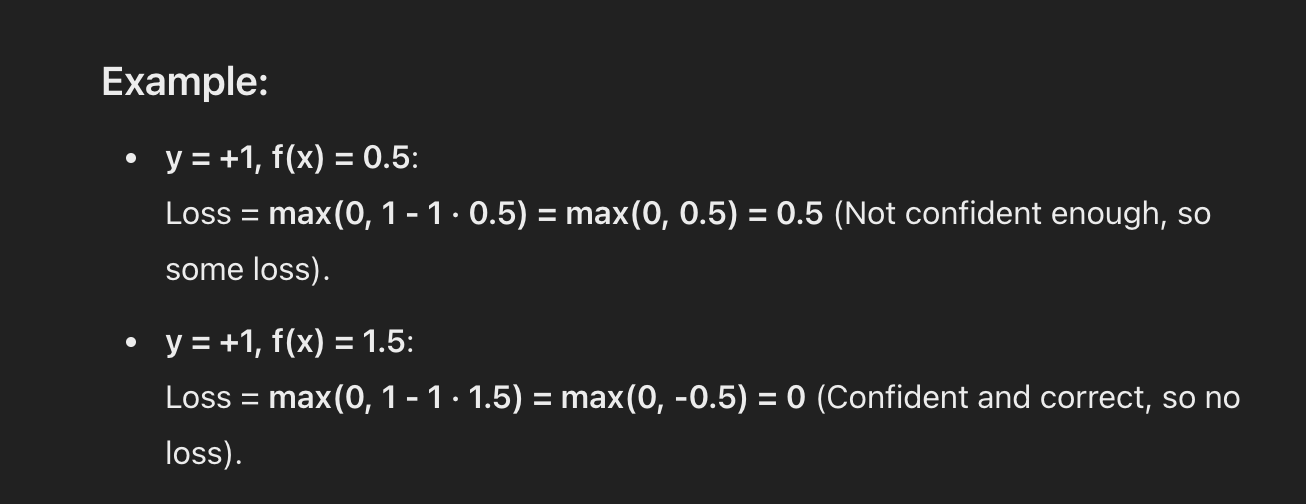 Example:
• y = +1, f(x) = 0.5:
Loss = max(0, 1 - 1 · 0.5) = max(0, 0.5) = 0.5 (Not confident enough, so
some loss).
• y = +1, f(x) = 1.5:
Loss = max(0, 1 - 1 · 1.5) = max(0, -0.5) = 0 (Confident and correct, so no
loss).